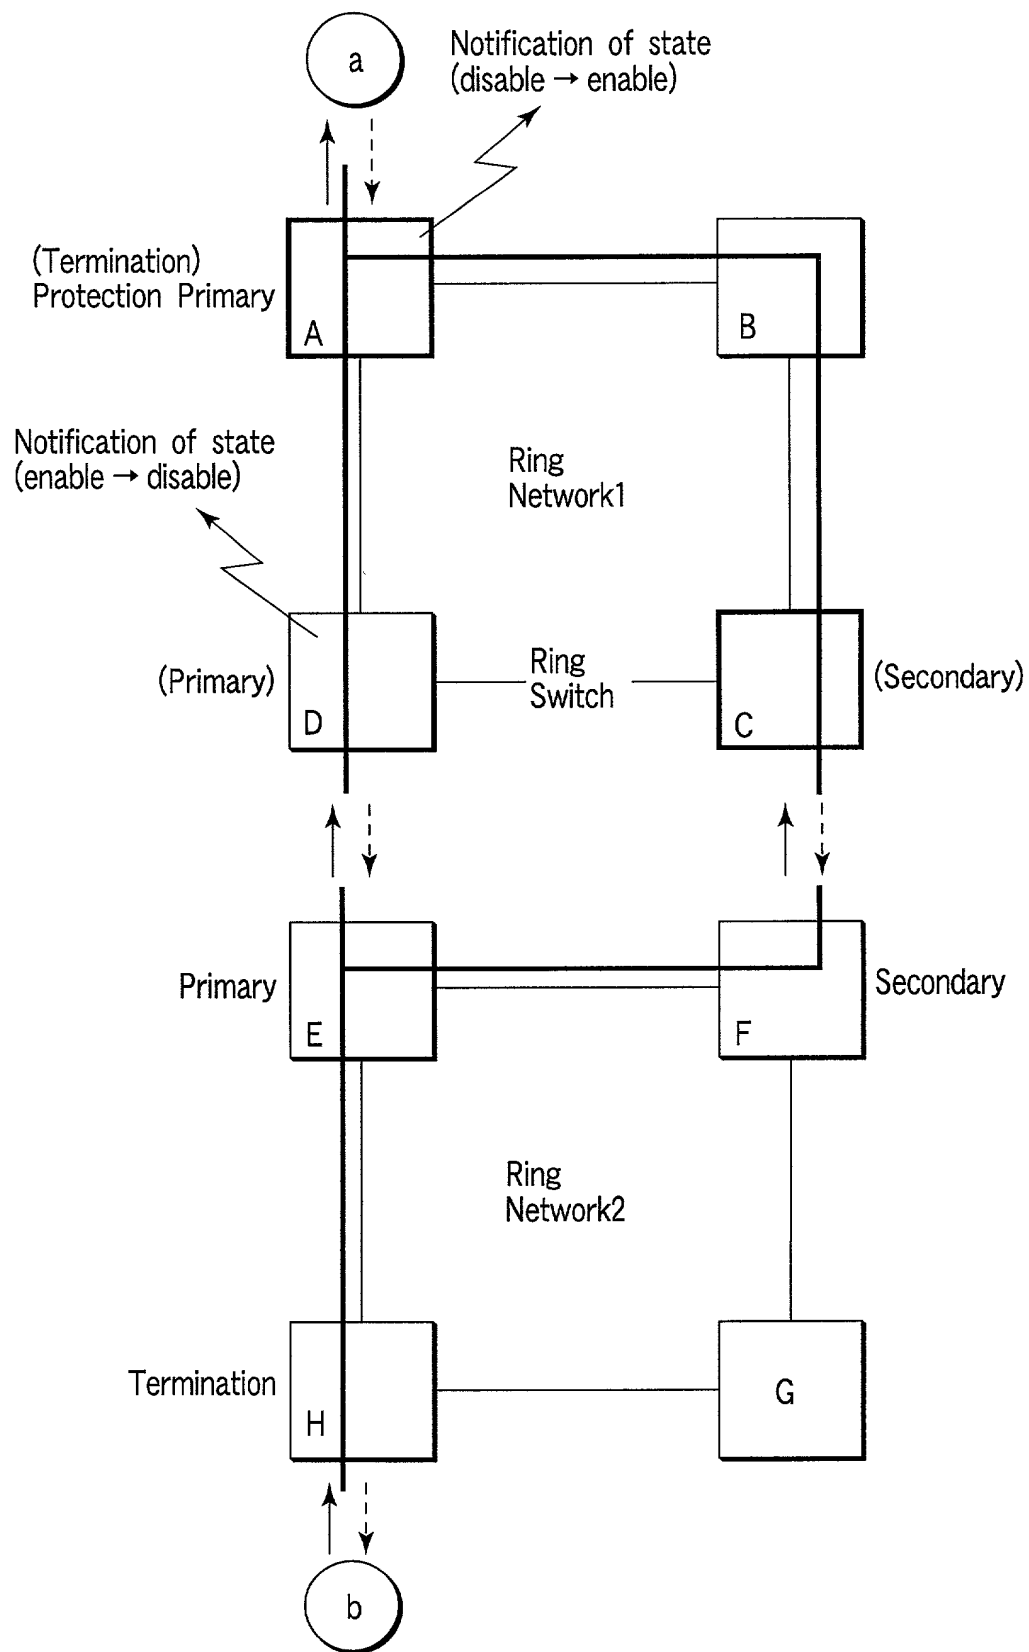 a
Notification of state
(disable → enable)
(Termination)
Protection Primary
A
B
Notification of state
(enable → disable)
Ring
Network1
(Primary)
D
Ring
Switch
C
(Secondary)
Primary
E
F
Secondary
Ring
Network2
Termination
H
G
b